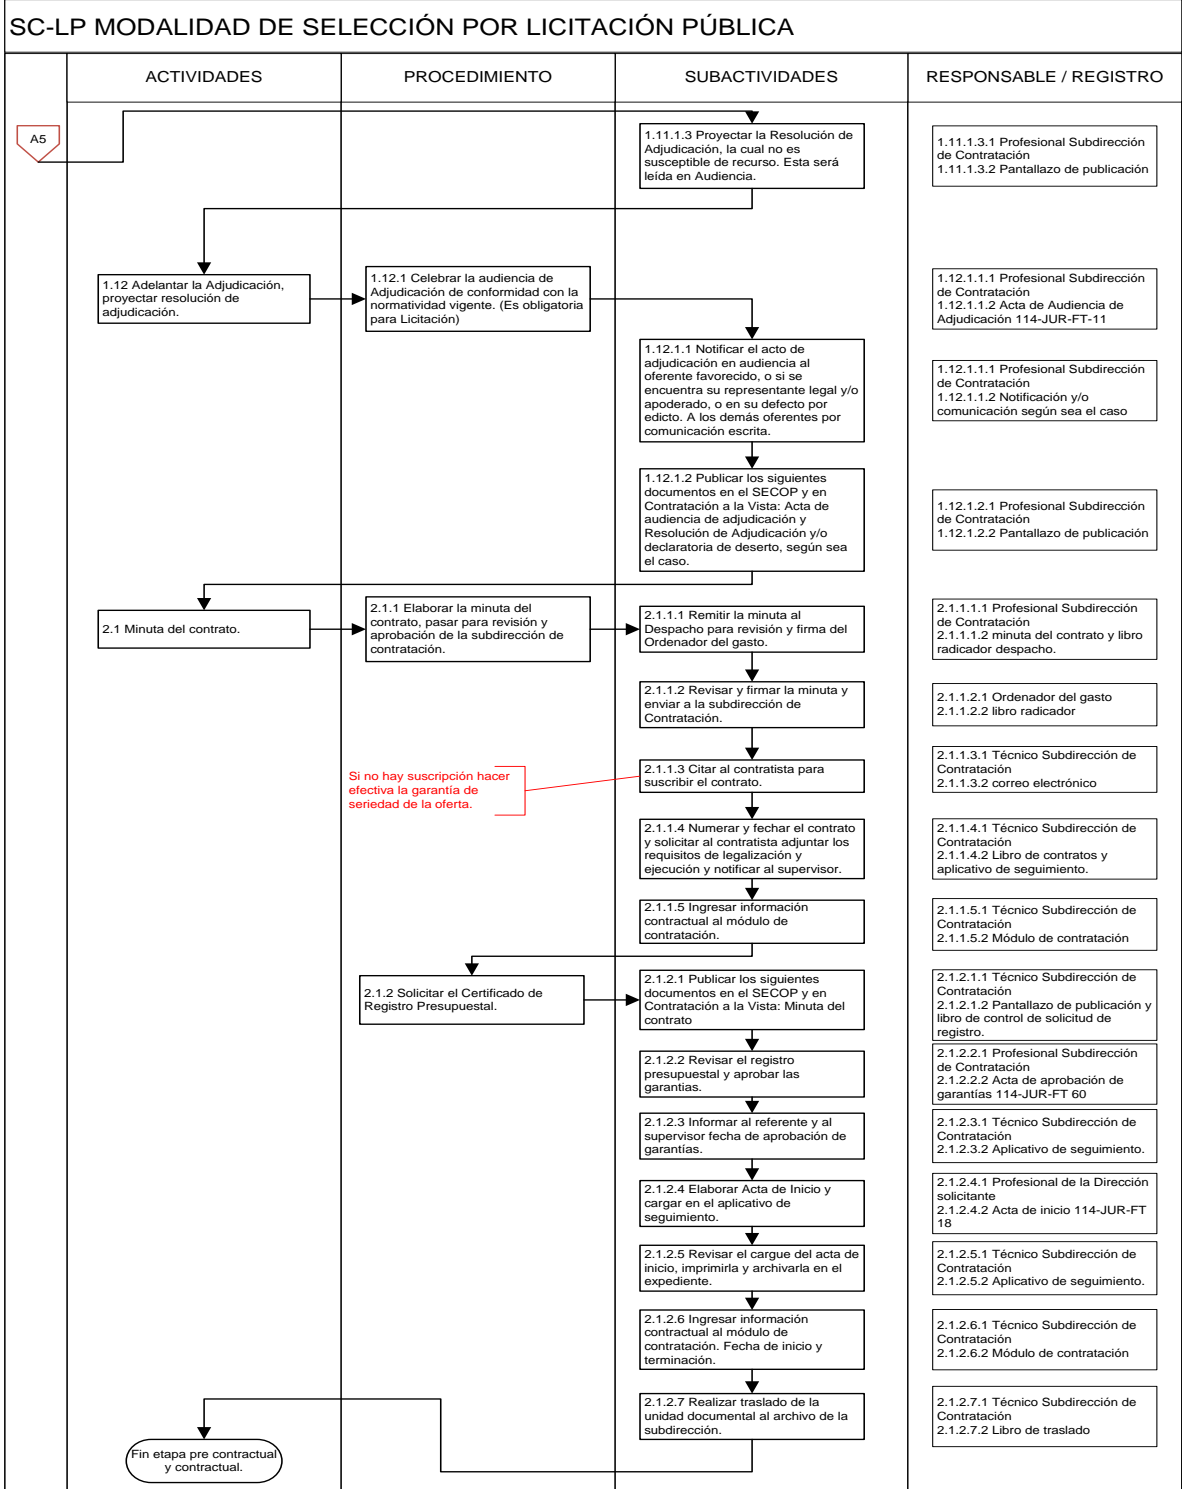 SC-LP MODALIDAD DE SELECCIÓN POR LICITACIÓN PÚBLICA
ACTIVIDADES
PROCEDIMIENTO
SUBACTIVIDADES
RESPONSABLE / REGISTRO
A5
1.11.1.3 Proyectar la Resolución de
Adjudicación, la cual no es
susceptible de recurso. Esta será
leída en Audiencia.
1.11.1.3.1 Profesional Subdirección
de Contratación
1.11.1.3.2 Pantallazo de publicación
1.12 Adelantar la Adjudicación,
proyectar resolución de
adjudicación.
1.12.1 Celebrar la audiencia de
Adjudicación de conformidad con la
normatividad vigente. (Es obligatoria
para Licitación)
1.12.1.1.1 Profesional Subdirección
de Contratación
1.12.1.1.2 Acta de Audiencia de
Adjudicación 114-JUR-FT-11
1.12.1.1 Notificar el acto de
adjudicación en audiencia al
oferente favorecido, o si se
encuentra su representante legal y/o
apoderado, o en su defecto por
edicto. A los demás oferentes por
comunicación escrita.
1.12.1.1.1 Profesional Subdirección
de Contratación
1.12.1.1.2 Notificación y/o
comunicación según sea el caso
1.12.1.2 Publicar los siguientes
documentos en el SECOP y en
Contratación a la Vista: Acta de
audiencia de adjudicación y
Resolución de Adjudicación y/o
declaratoria de deserto, según sea
el caso.
1.12.1.2.1 Profesional Subdirección
de Contratación
1.12.1.2.2 Pantallazo de publicación
2.1 Minuta del contrato.
2.1.1 Elaborar la minuta del
contrato, pasar para revisión y
aprobación de la subdirección de
contratación.
2.1.1.1 Remitir la minuta al
Despacho para revisión y firma del
Ordenador del gasto.
2.1.1.1.1 Profesional Subdirección
de Contratación
2.1.1.1.2 minuta del contrato y libro
radicador despacho.
2.1.1.2 Revisar y firmar la minuta y
enviar a la subdirección de
Contratación.
2.1.1.2.1 Ordenador del gasto
2.1.1.2.2 libro radicador
Si no hay suscripción hacer
efectiva la garantía de
seriedad de la oferta.
2.1.1.3 Citar al contratista para
suscribir el contrato.
2.1.1.3.1 Técnico Subdirección de
Contratación
2.1.1.3.2 correo electrónico
2.1.1.4 Numerar y fechar el contrato
y solicitar al contratista adjuntar los
requisitos de legalización y
ejecución y notificar al supervisor.
2.1.1.4.1 Técnico Subdirección de
Contratación
2.1.1.4.2 Libro de contratos y
aplicativo de seguimiento.
2.1.1.5 Ingresar información
contractual al módulo de
contratación.
2.1.1.5.1 Técnico Subdirección de
Contratación
2.1.1.5.2 Módulo de contratación
2.1.2 Solicitar el Certificado de
Registro Presupuestal.
2.1.2.1 Publicar los siguientes
documentos en el SECOP y en
Contratación a la Vista: Minuta del
contrato
2.1.2.1.1 Técnico Subdirección de
Contratación
2.1.2.1.2 Pantallazo de publicación y
libro de control de solicitud de
registro.
2.1.2.2 Revisar el registro
presupuestal y aprobar las
garantias.
2.1.2.2.1 Profesional Subdirección
de Contratación
2.1.2.2.2 Acta de aprobación de
garantías 114-JUR-FT 60
2.1.2.3 Informar al referente y al
supervisor fecha de aprobación de
garantías.
2.1.2.3.1 Técnico Subdirección de
Contratación
2.1.2.3.2 Aplicativo de seguimiento.
2.1.2.4 Elaborar Acta de Inicio y
cargar en el aplicativo de
seguimiento.
2.1.2.4.1 Profesional de la Dirección
solicitante
2.1.2.4.2 Acta de inicio 114-JUR-FT
18
2.1.2.5 Revisar el cargue del acta de
inicio, imprimirla y archivarla en el
expediente.
2.1.2.5.1 Técnico Subdirección de
Contratación
2.1.2.5.2 Aplicativo de seguimiento.
2.1.2.6 Ingresar información
contractual al módulo de
contratación. Fecha de inicio y
terminación.
2.1.2.6.1 Técnico Subdirección de
Contratación
2.1.2.6.2 Módulo de contratación
2.1.2.7 Realizar traslado de la
unidad documental al archivo de la
subdirección.
2.1.2.7.1 Técnico Subdirección de
Contratación
2.1.2.7.2 Libro de traslado
Fin etapa pre contractual
y contractual.